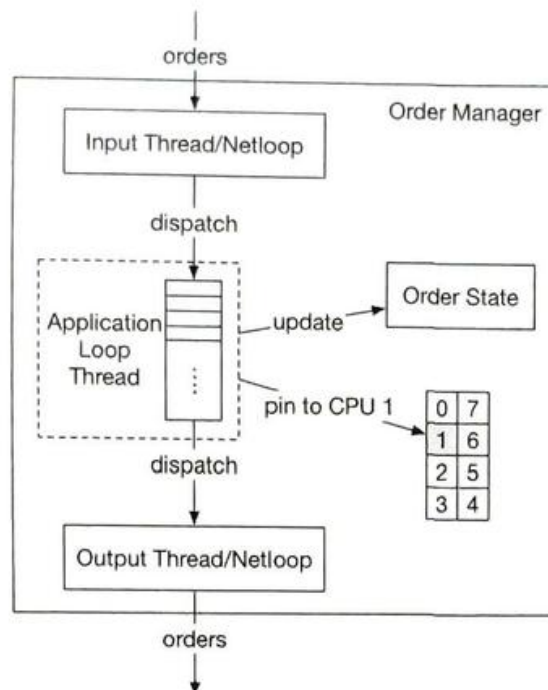 orders
Order Manager
Input Thread/Netloop
dispatch
Application
Loop
Thread
update
Order State
pin to CPU 1
0 7
1 6
2 5
3 4
dispatch
Output Thread/Netloop
orders